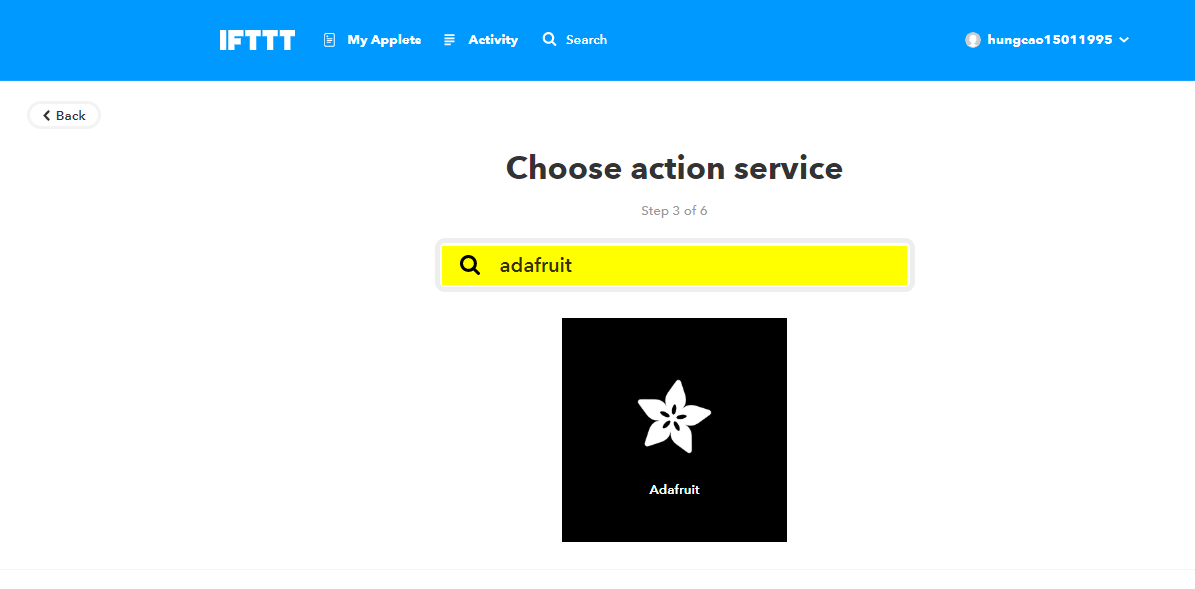 IFTTT My Applets Activity Search hungcao15011995
Back
Choose action service
Step 3 of 6
adafruit
Adafruit